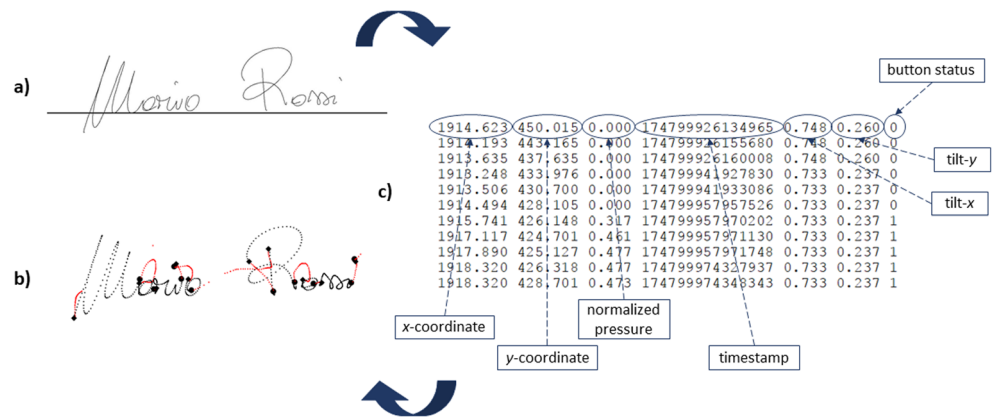 a)
Marino Rossi
b)
Marino Rossi
c)
button status
1914.623 450.015 0.000 174799926134965 0.748 0.260 0
1914.193 443.165 0.000 174799926155680 0.748 0.260 0
1913.635 437.635 0.000 174799926160008 0.748 0.260 0
1913.248 433.976 0.000 174799941927830 0.733 0.237 0
1913.506 430.700 0.000 174799941933086 0.733 0.237 0
1914.494 428.105 0.000 174799957957526 0.733 0.237 0
1915.741 426.148 0.317 174799957970202 0.733 0.237 1
1917.117 424.701 0.461 174799957971130 0.733 0.237 1
1917.890 425.127 0.477 174799957971748 0.733 0.237 1
1918.320 426.318 0.477 174799974327937 0.733 0.237 1
1918.320 428.701 0.473 174799974348343 0.733 0.237 1
tilt-y
tilt-x
x-coordinate
y-coordinate
normalized
pressure
timestamp